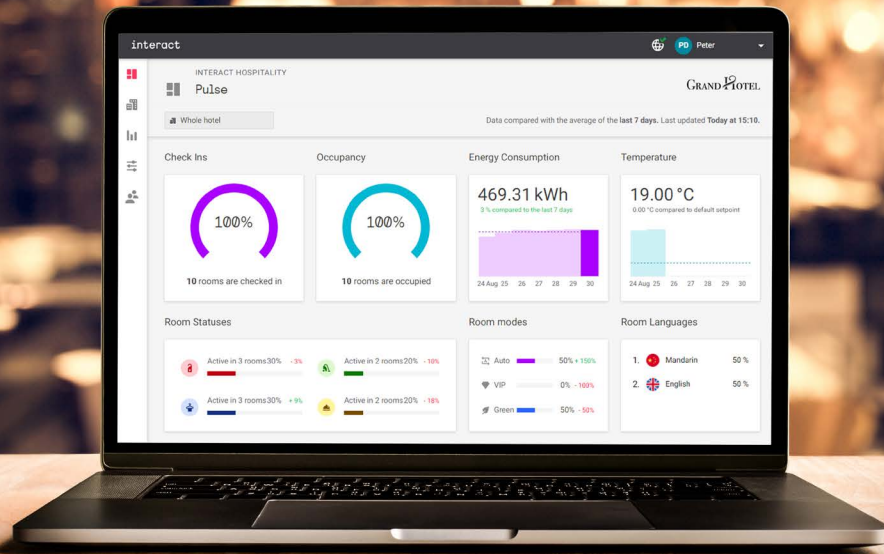 interact
PD Peter
INTERACT HOSPITALITY
Pulse
GRAND HOTEL
Whole hotel
Data compared with the average of the last 7 days. Last updated Today at 15:10.
Check Ins
Occupancy
Energy Consumption
Temperature
100%
10 rooms are checked in
100%
10 rooms are occupied
469.31 kWh
3 % compared to the last 7 days
24 Aug 25 26 27 28 29 30
19.00 °C
0.00 °C compared to default setpoint
24 Aug 25 26 27 28 29 30
Room Statuses
Room modes
Room Languages
Active in 3 rooms30% - 3%
Active in 2 rooms20% - 10%
Active in 3 rooms30% + 9%
Active in 2 rooms20% - 18%
Auto 50% + 150%
VIP 0% - 100%
Green 50% - 50%
1. Mandarin 50 %
2. English 50 %